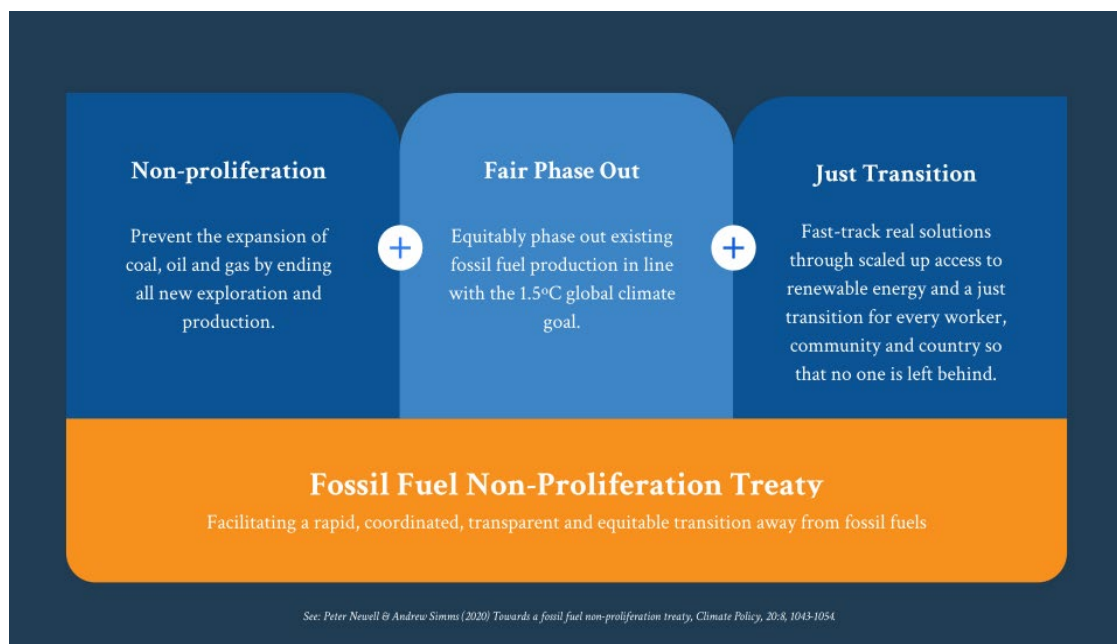 Non-proliferation
Prevent the expansion of
coal, oil and gas by ending
all new exploration and
production.
Fair Phase Out
Equitably phase out existing
fossil fuel production in line
with the 1.5ºC global climate
goal.
Just Transition
Fast-track real solutions
through scaled up access to
renewable energy and a just
transition for every worker,
community and country so
that no one is left behind.
Fossil Fuel Non-Proliferation Treaty
Facilitating a rapid, coordinated, transparent and equitable transition away from fossil fuels
See: Peter Newell & Andrew Simms (2020) Towards a fossil fuel non-proliferation treaty, Climate Policy, 20:8, 1043-1054.